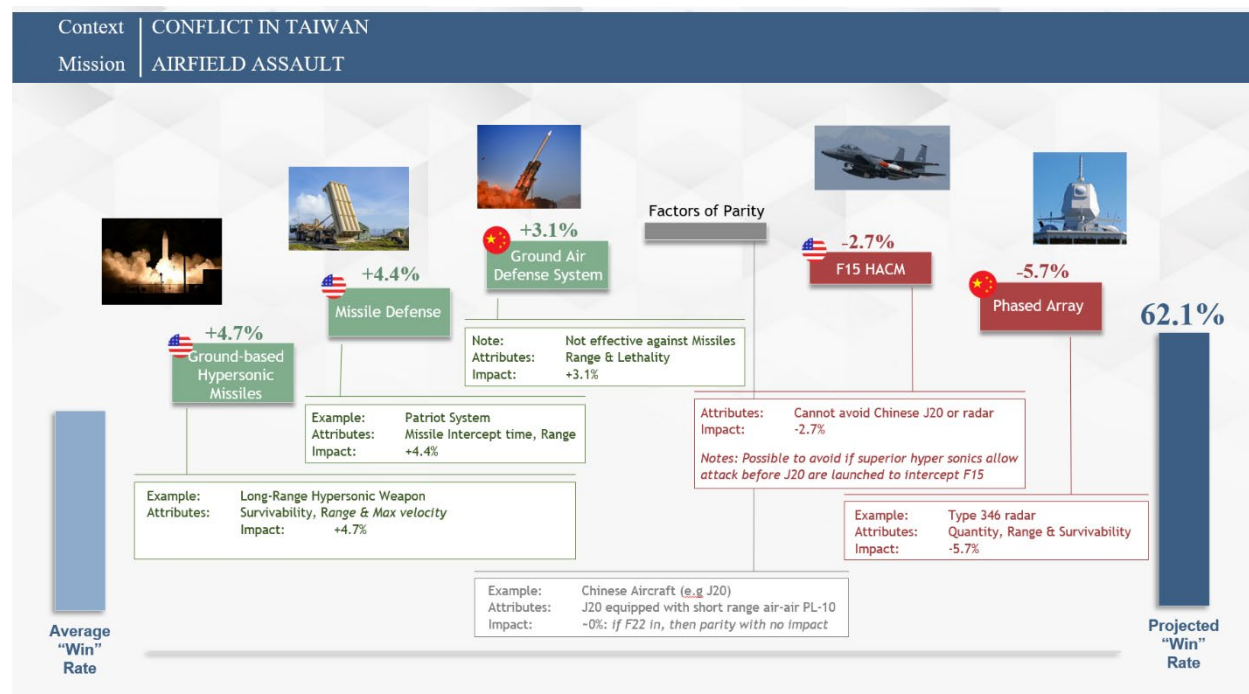 Context
CONFLICT IN TAIWAN
Mission
AIRFIELD ASSAULT
+4.7%
Ground-based
Hypersonic
Missiles
+4.4%
Missile Defense
+3.1%
Ground Air
Defense System
Factors of Parity
-2.7%
F15 HACM
-5.7%
Phased Array
62.1%
Note: Not effective against Missiles
Attributes: Range & Lethality
Impact: +3.1%
Example: Patriot System
Attributes: Missile Intercept time, Range
Impact: +4.4%
Example: Long-Range Hypersonic Weapon
Attributes: Survivability, Range & Max velocity
Impact: +4.7%
Attributes: Cannot avoid Chinese J20 or radar
Impact: -2.7%
Notes: Possible to avoid if superior hyper sonics allow
attack before J20 are launched to intercept F15
Example: Type 346 radar
Attributes: Quantity, Range & Survivability
Impact: -5.7%
Example: Chinese Aircraft (e.g J20)
Attributes: J20 equipped with short range air-air PL-10
Impact: ~0%: if F22 in, then parity with no impact
Average
“Win”
Rate
Projected
“Win”
Rate